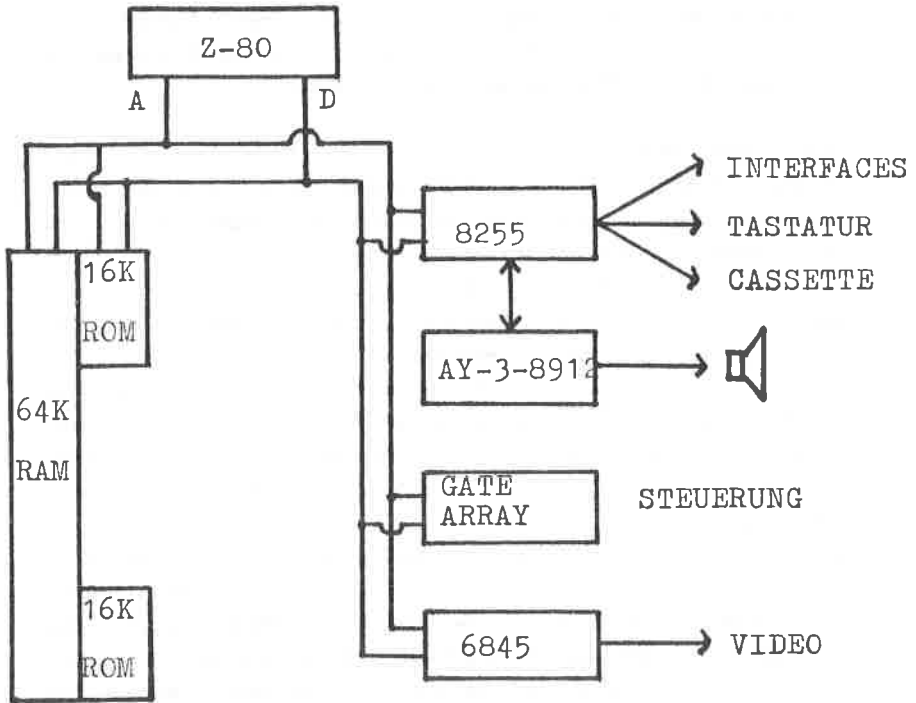 Z-80
A D
INTERFACES
8255
TASTATUR
16K
CASSETTE
ROM
AY-3-8912
64K
RAM
GATE
ARRAY
STEUERUNG
16K
6845
VIDEO
ROM